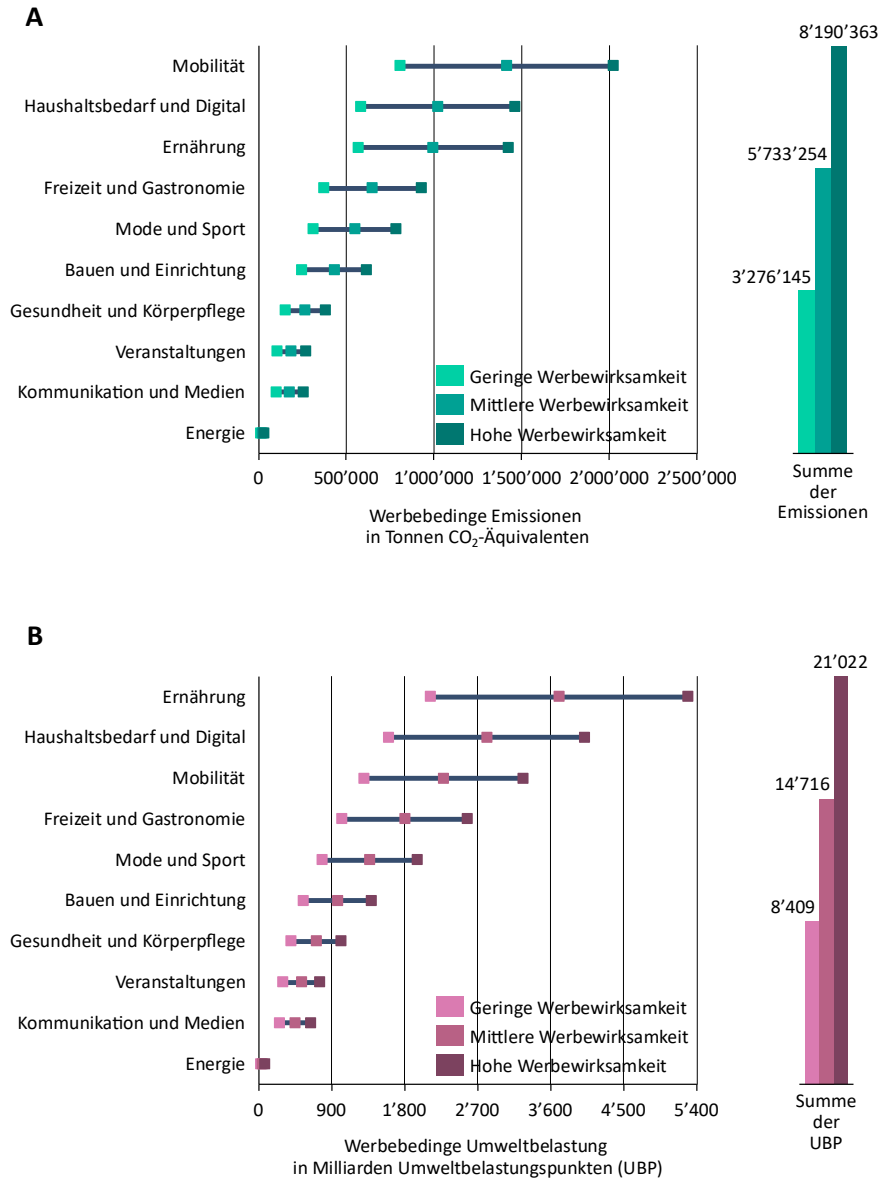 A
8’190’363
Mobilität
Haushaltsbedarf und Digital
5’733’254
Ernährung
Freizeit und Gastronomie
Mode und Sport
Bauen und Einrichtung
3’276’145
Gesundheit und Körperpflege
Veranstaltungen
Geringe Werbewirksamkeit
Kommunikation und Medien
Mittlere Werbewirksamkeit
Energie
Hohe Werbewirksamkeit
0 500’000 1’000’000 1’500’000 2’000’000 2’500’000
Summe
der
Emissionen
Werbebedinge Emissionen
in Tonnen CO₂-Äquivalenten
B
21’022
Ernährung
Haushaltsbedarf und Digital
Mobilität
14’716
Freizeit und Gastronomie
Mode und Sport
Bauen und Einrichtung
8’409
Gesundheit und Körperpflege
Veranstaltungen
Geringe Werbewirksamkeit
Kommunikation und Medien
Mittlere Werbewirksamkeit
Energie
Hohe Werbewirksamkeit
0 900 1’800 2’700 3’600 4’500 5’400
Summe
der
UBP
Werbebedinge Umweltbelastung
in Milliarden Umweltbelastungspunkten (UBP)